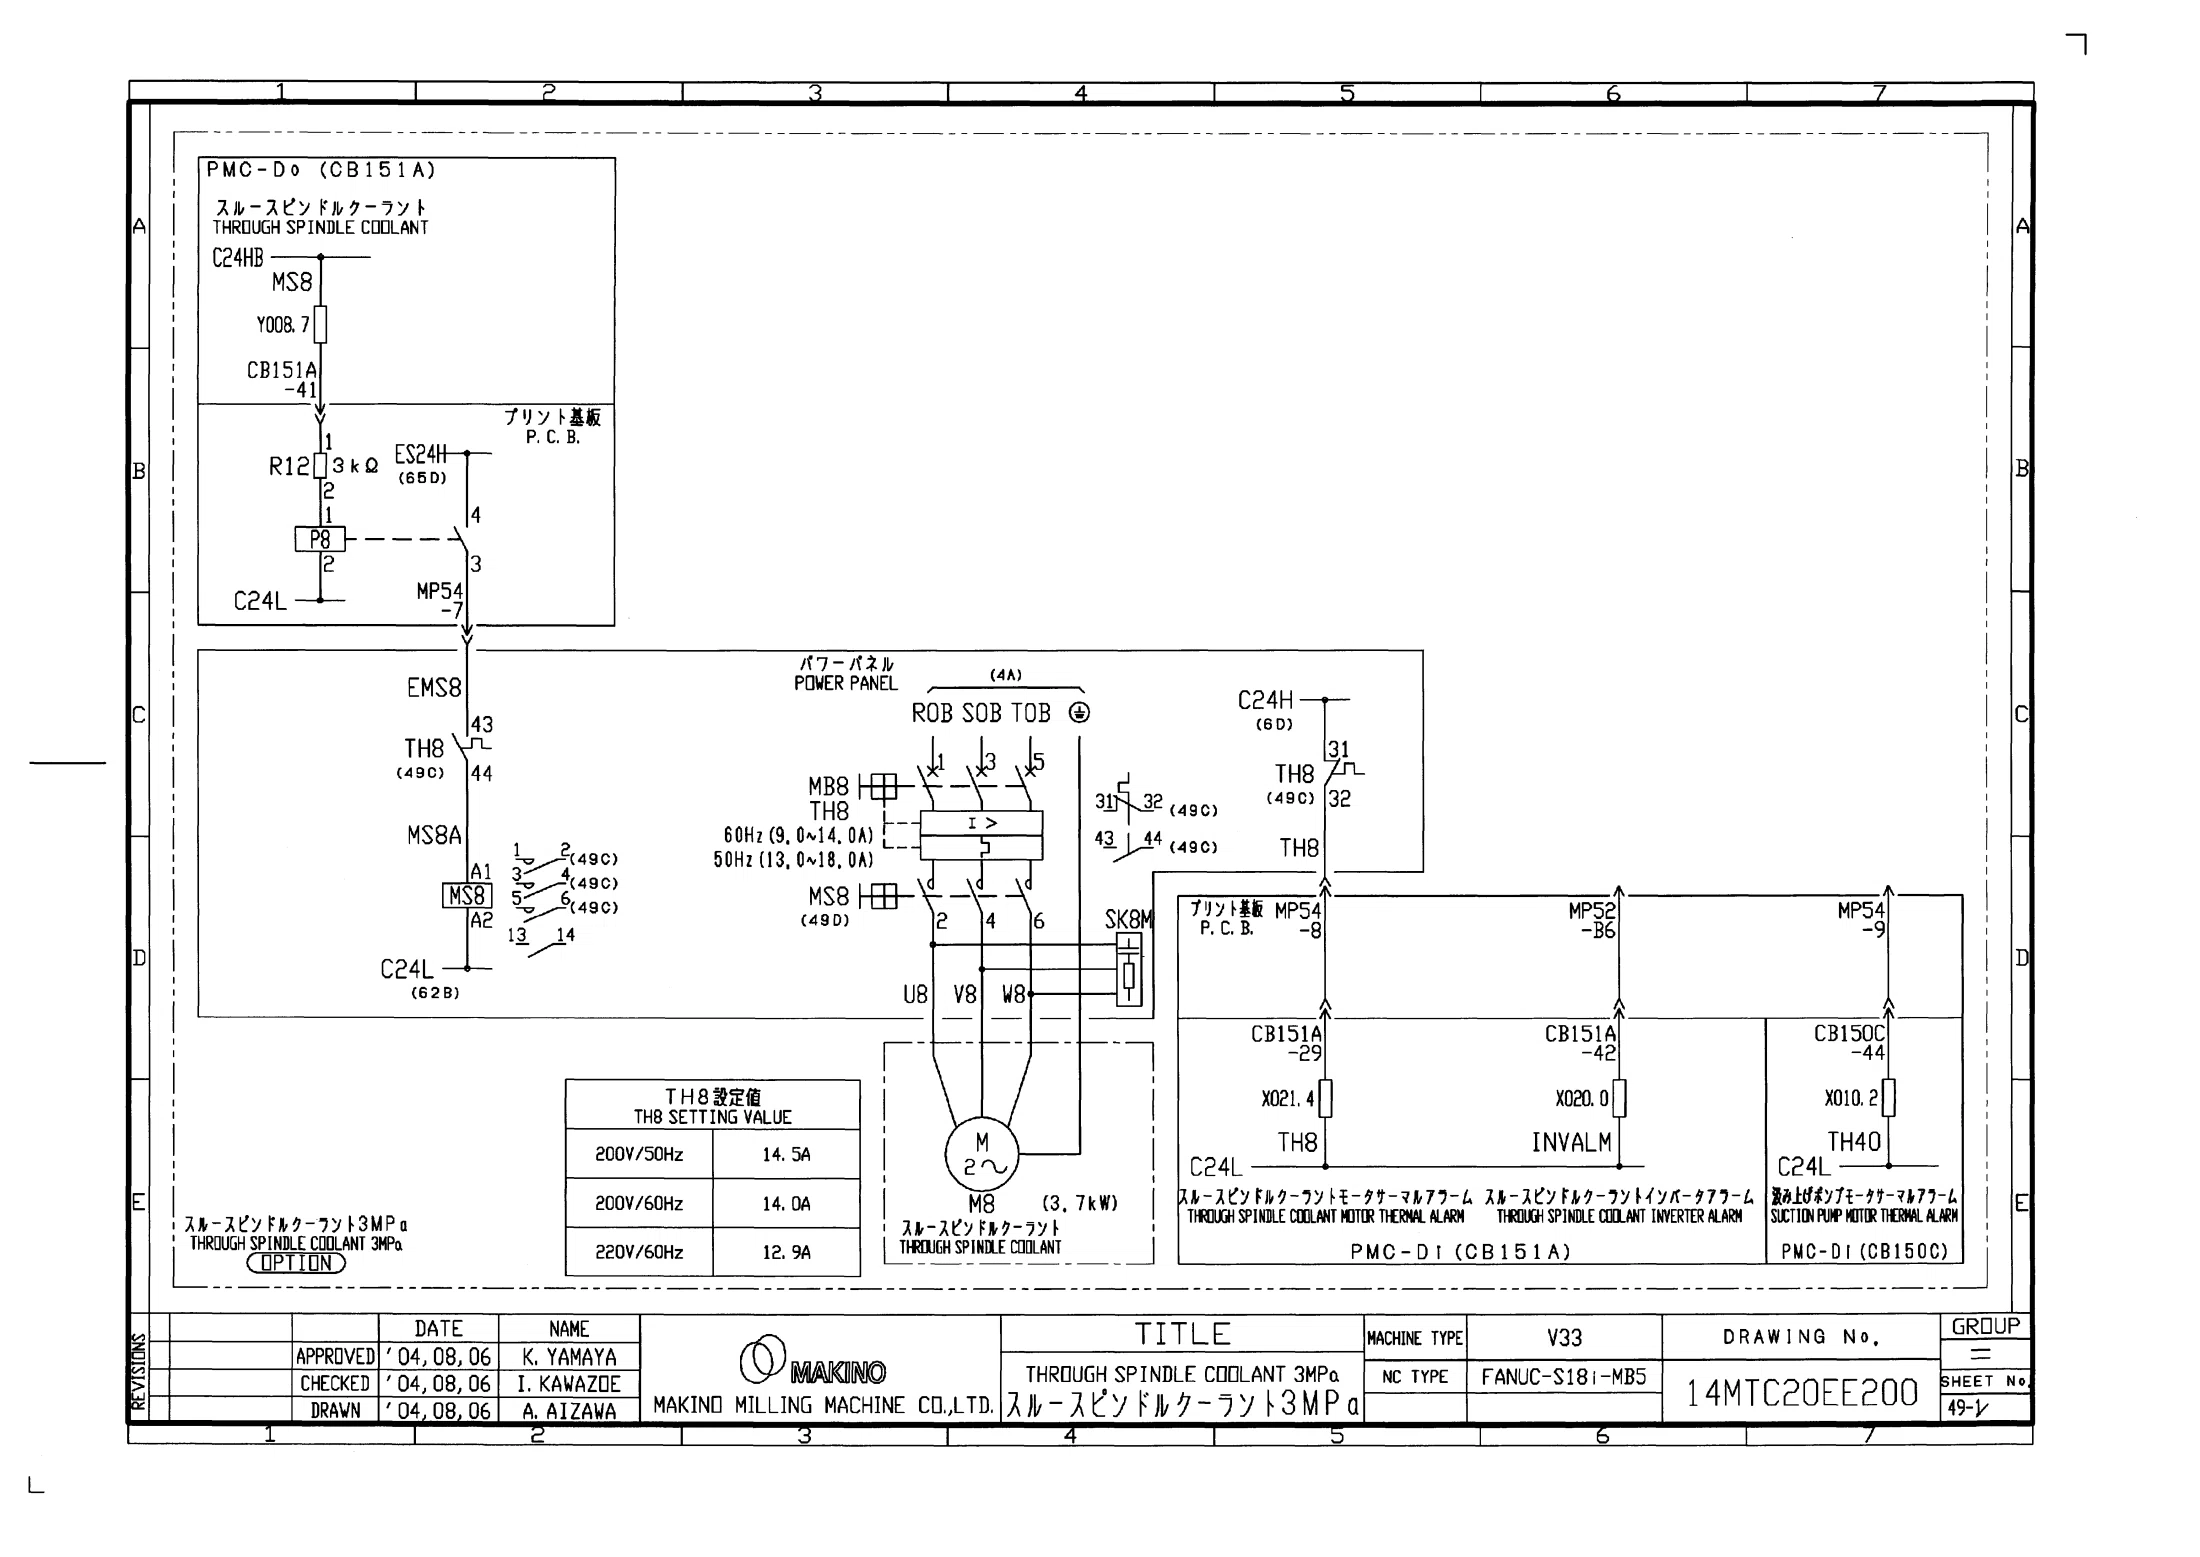 1 2 3 4 5 6 7
A
B
C
D
E
A
B
C
D
E
PMC-Do (CB151A)
スルースピンドルクーラント
THROUGH SPINDLE COOLANT
C24HB
MS8
Y008.7
CB151A
-41
プリント基板
P.C.B.
1
R12 3kΩ
2
ES24H
(65D)
1
P8
2
4
3
C24L
MP54
-7
パワーパネル
POWER PANEL
EMS8
43
TH8
(49C)
44
MS8A
A1
MS8
A2
C24L
(62B)
1 2 (49C)
3 4 (49C)
5 6 (49C)
13 14
(4A)
R0B S0B T0B
1 3 5
MB8
TH8
60Hz (9.0~14.0A)
50Hz (13.0~18.0A)
I >
MS8
(49D)
2 4 6
31 32 (49C)
43 44 (49C)
SK8M
U8 V8 W8
M
2~
M8 (3.7kW)
スルースピンドルクーラント
THROUGH SPINDLE COOLANT
C24H
(6D)
31
TH8
(49C) 32
TH8
プリント基板
P.C.B.
MP54
-8
MP52
-B6
MP54
-9
CB151A
-29
CB151A
-42
CB150C
-44
X021.4
X020.0
X010.2
TH8
INVALM
TH40
C24L
C24L
スルースピンドルクーラントモータサーマルアラーム
THROUGH SPINDLE COOLANT MOTOR THERMAL ALARM
スルースピンドルクーラントインバータアラーム
THROUGH SPINDLE COOLANT INVERTER ALARM
汲み上げポンプモータサーマルアラーム
SUCTION PUMP MOTOR THERMAL ALARM
PMC-Di (CB151A)
PMC-Di (CB150C)
TH8設定値
TH8 SETTING VALUE
200V/50Hz 14.5A
200V/60Hz 14.0A
220V/60Hz 12.9A
スルースピンドルクーラント3MPa
THROUGH SPINDLE COOLANT 3MPa
OPTION
REVISIONS
DATE NAME
APPROVED '04,08,06 K. YAMAYA
CHECKED '04,08,06 I. KAWAZOE
DRAWN '04,08,06 A. AIZAWA
MAKINO
MAKINO MILLING MACHINE CO.,LTD.
TITLE
THROUGH SPINDLE COOLANT 3MPa
スルースピンドルクーラント3MPa
MACHINE TYPE V33
NC TYPE FANUC-S18i-MB5
DRAWING No.
14MTC20EE200
GROUP
=
SHEET No.
49-1/
1 2 3 4 5 6 7